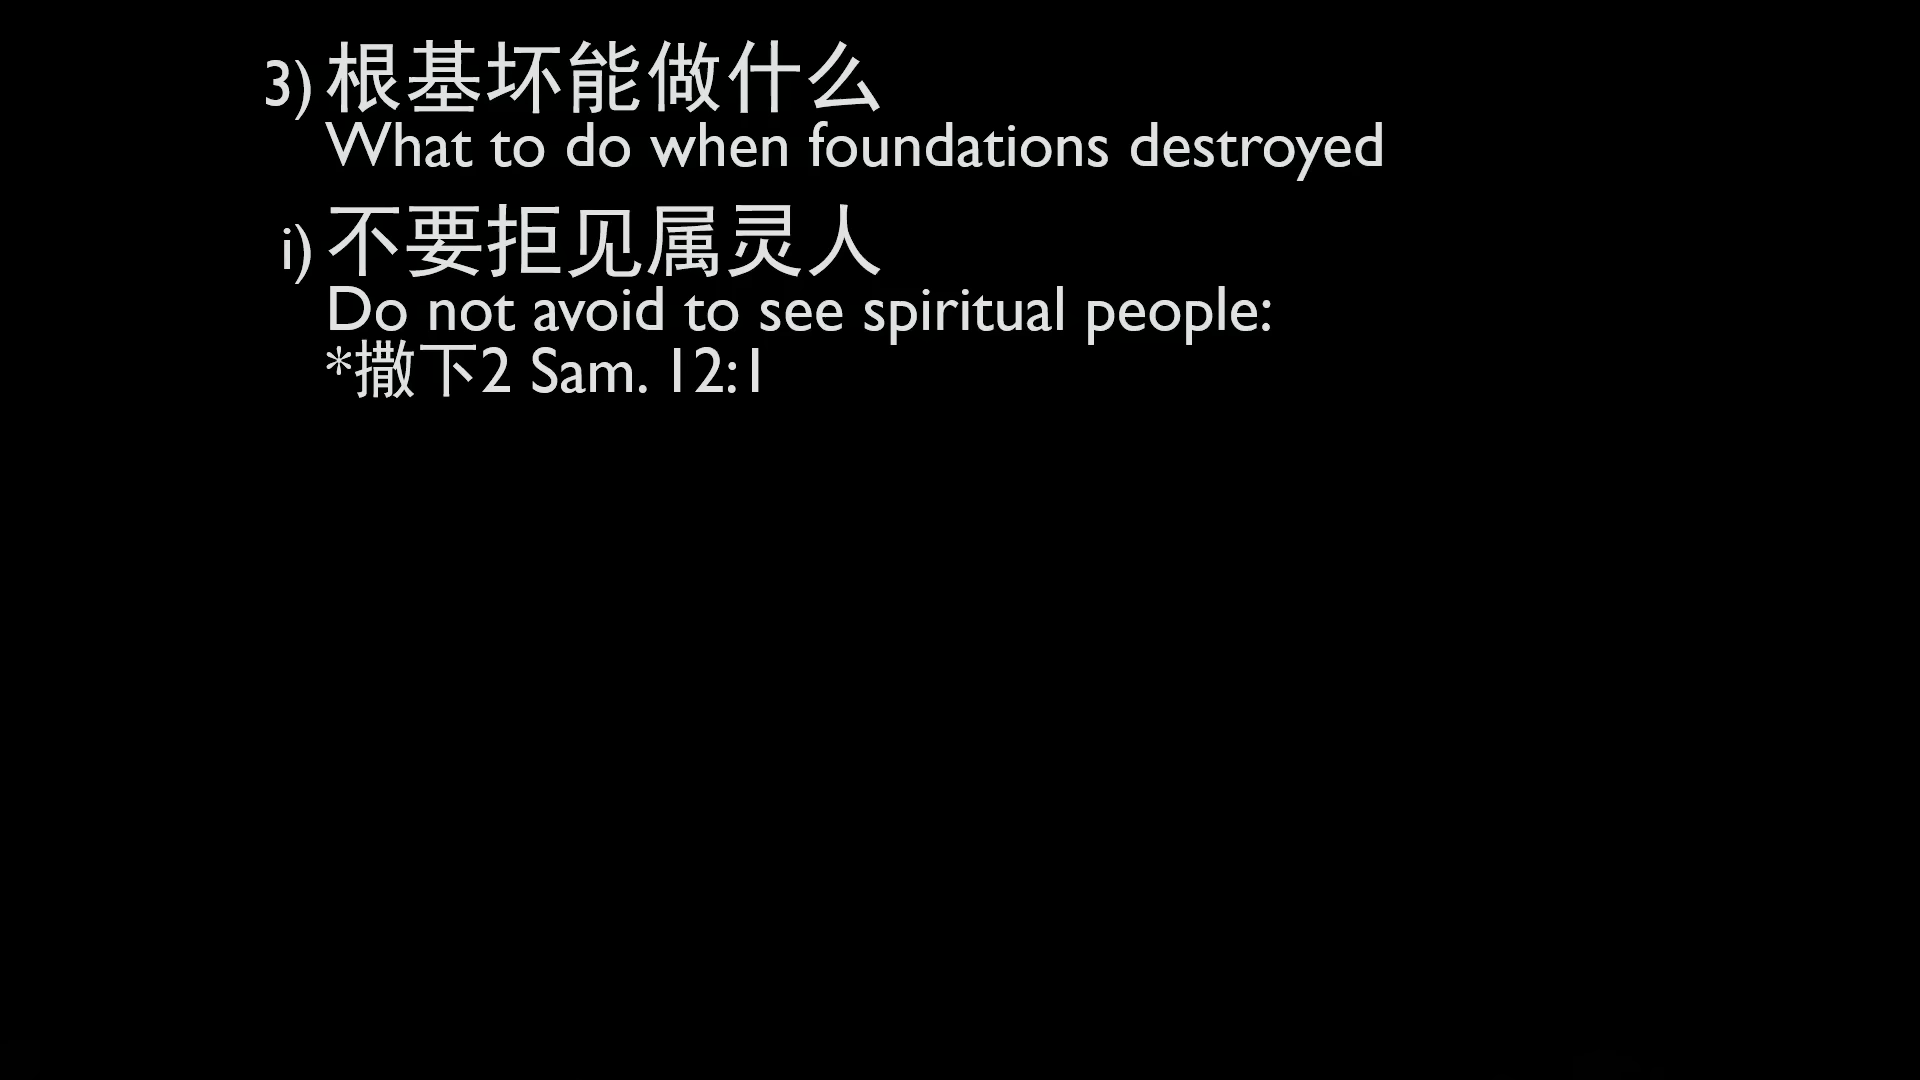 3) 根基坏能做什么
What to do when foundations destroyed
i) 不要拒见属灵人
Do not avoid to see spiritual people:
*撒下2 Sam. 12:1